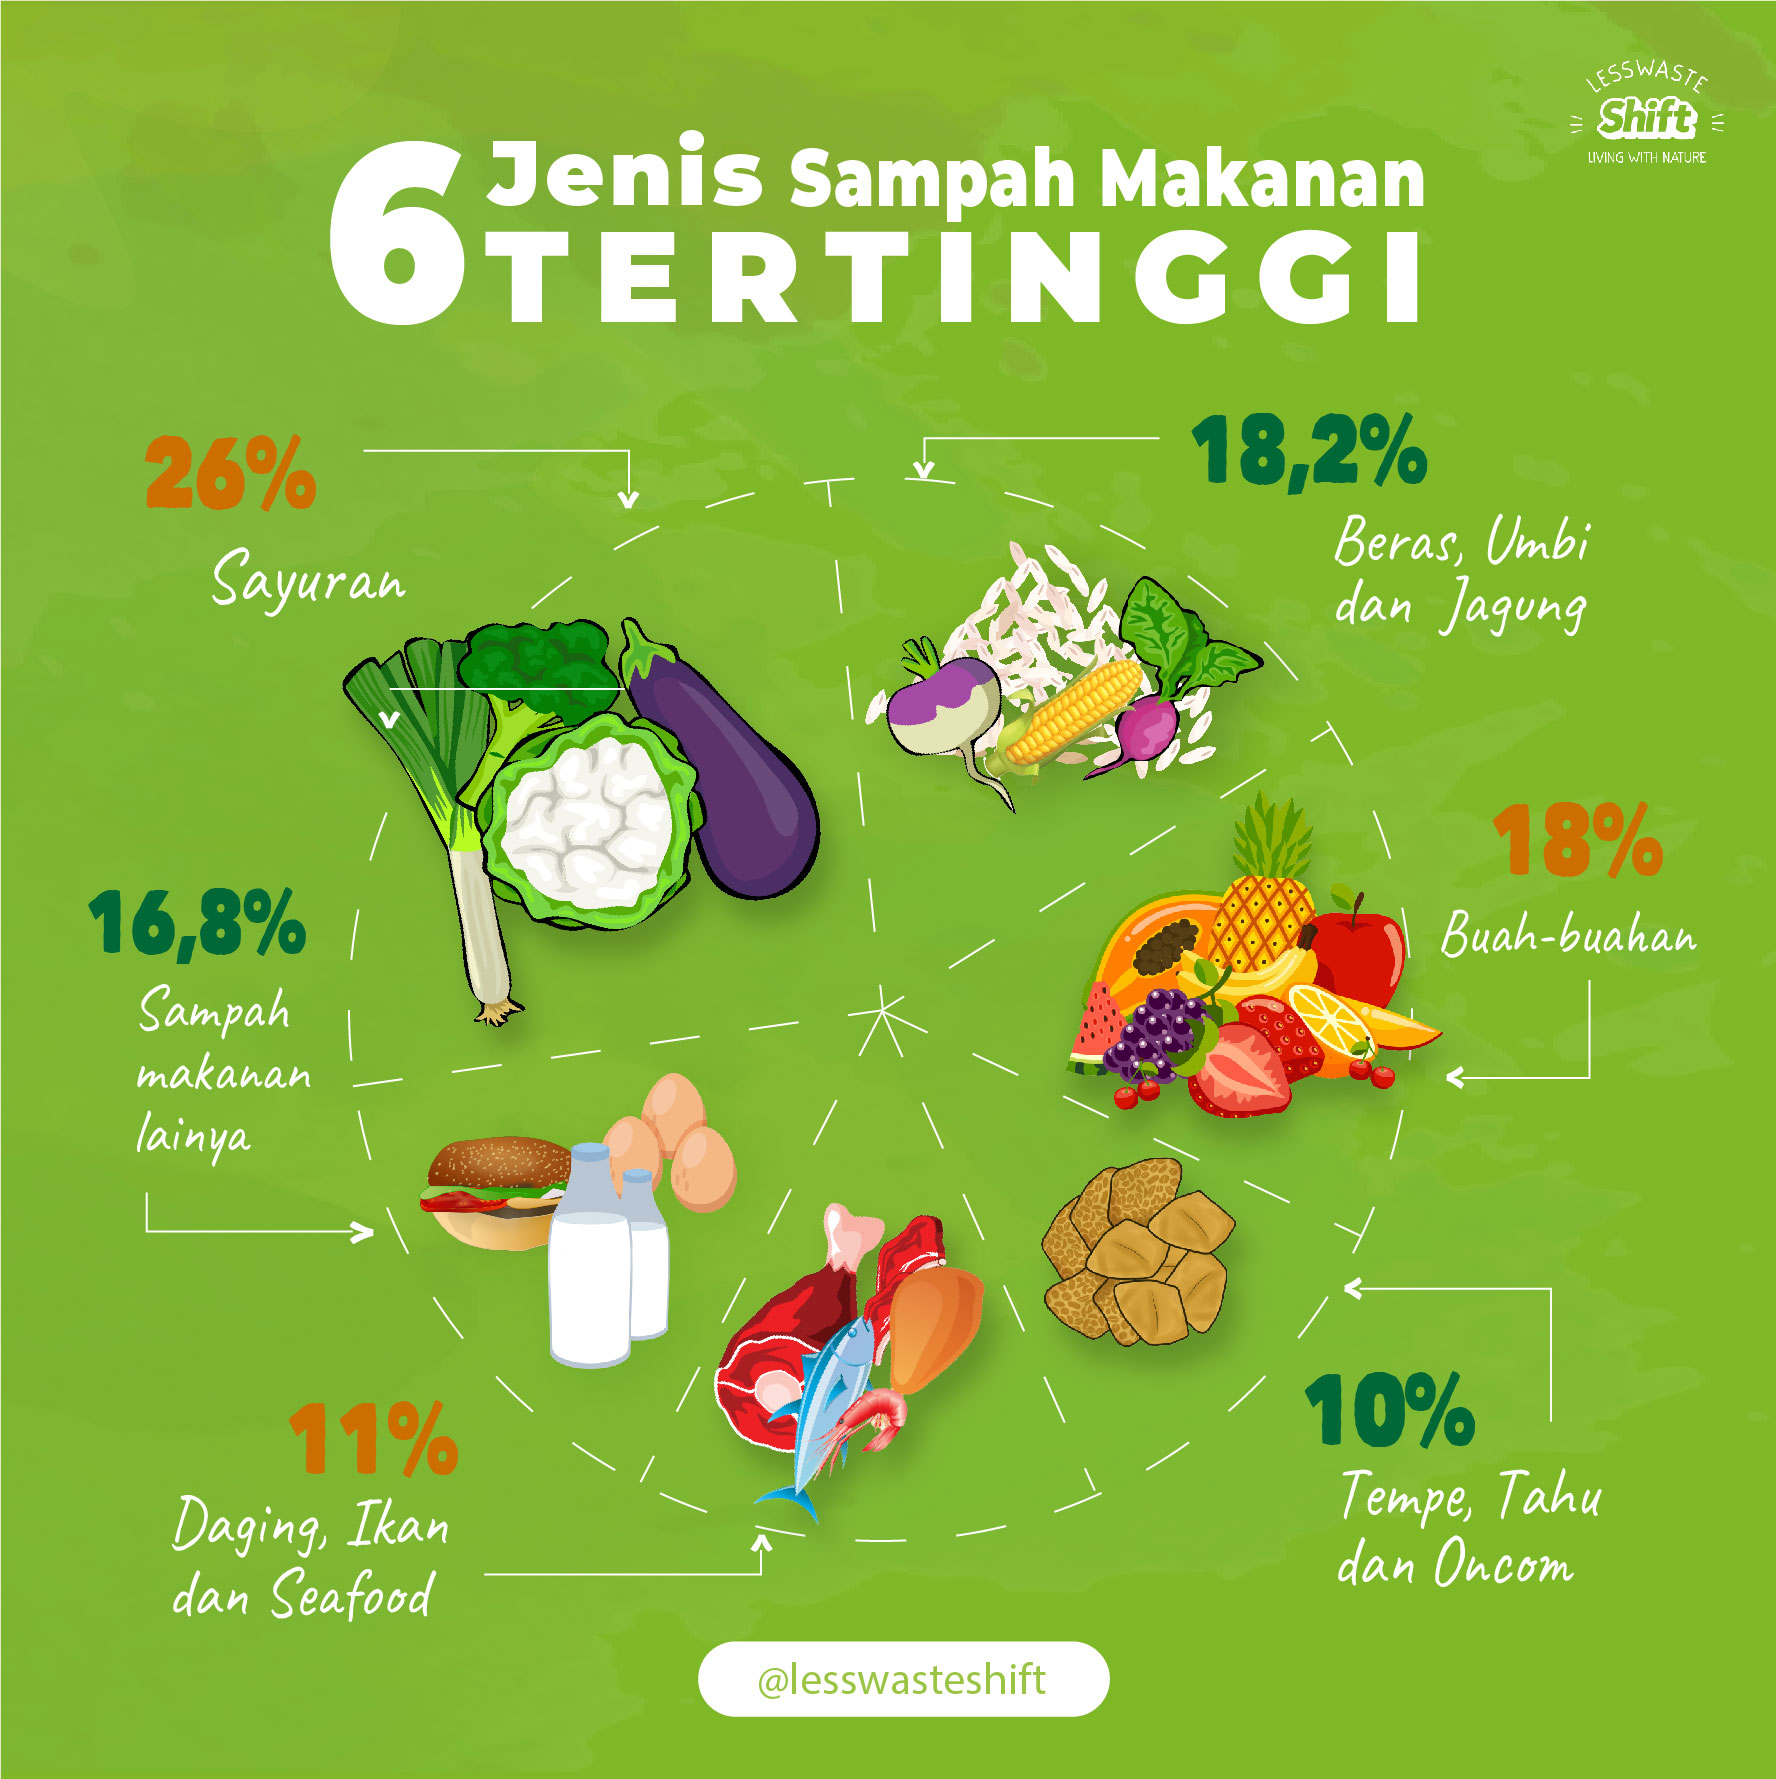 LESSWASTE
Shift
LIVING WITH NATURE
6 Jenis Sampah Makanan
TERTINGGI
26%
Sayuran
18,2%
Beras, Umbi
dan Jagung
18%
Buah-buahan
16,8%
Sampah
makanan
lainya
11%
Daging, Ikan
dan Seafood
10%
Tempe, Tahu
dan Oncom
@lesswasteshift